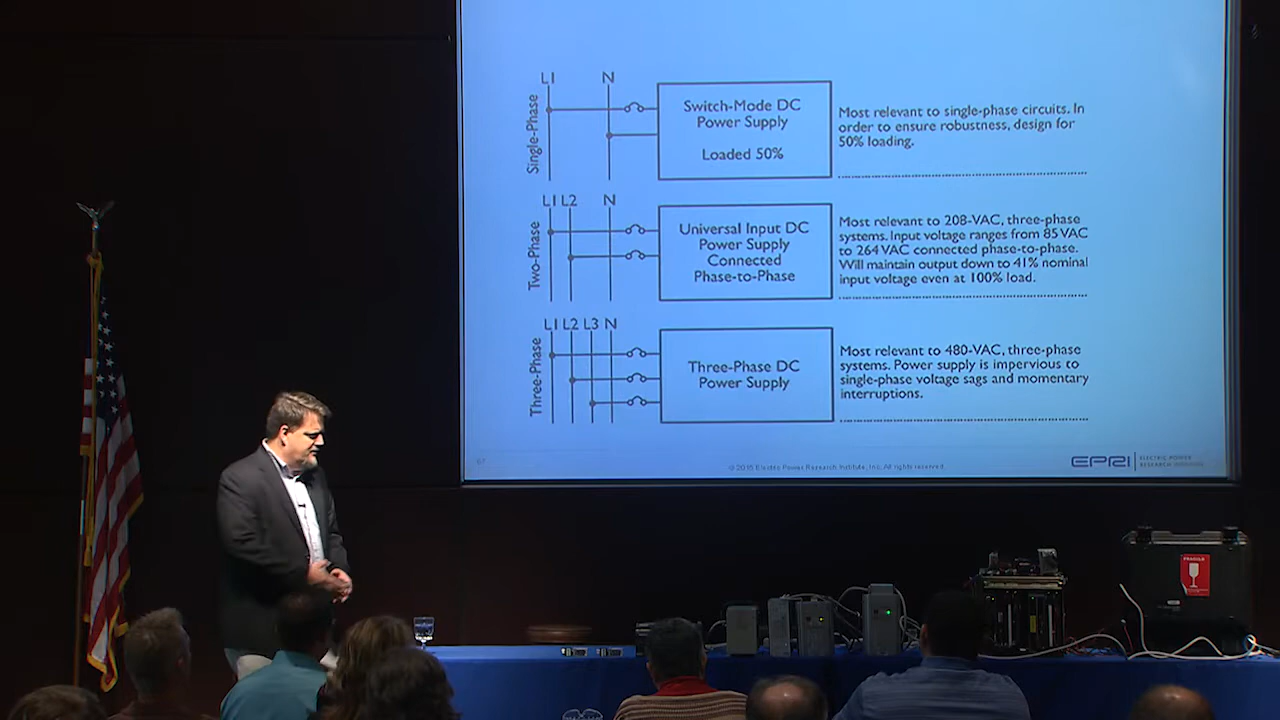 L1 N
Single-Phase
Switch-Mode DC
Power Supply
Loaded 50%
Most relevant to single-phase circuits. In
order to ensure robustness, design for
50% loading.
L1 L2 N
Two-Phase
Universal Input DC
Power Supply
Connected
Phase-to-Phase
Most relevant to 208-VAC, three-phase
systems. Input voltage ranges from 85 VAC
to 264 VAC connected phase-to-phase.
Will maintain output down to 41% nominal
input voltage even at 100% load.
L1 L2 L3 N
Three-Phase
Three-Phase DC
Power Supply
Most relevant to 480-VAC, three-phase
systems. Power supply is impervious to
single-phase voltage sags and momentary
interruptions.
© 2015 Electric Power Research Institute, Inc. All rights reserved.
EPRI
ELECTRIC POWER
RESEARCH INSTITUTE
FRAGILE